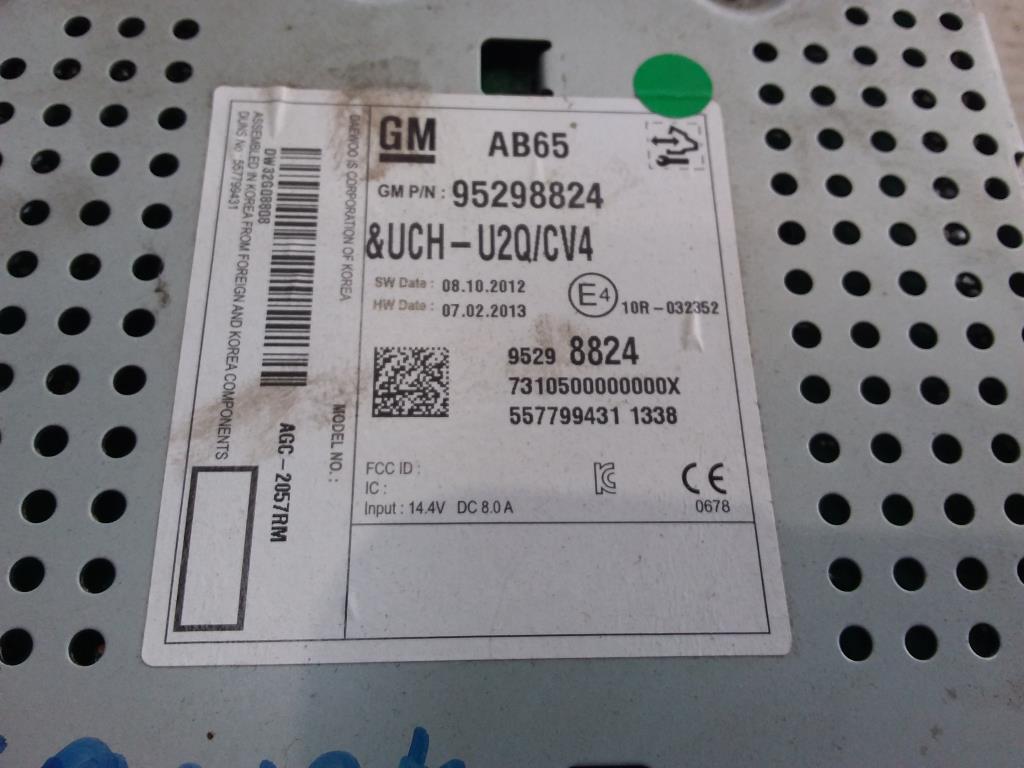 GM AB65
GM P/N : 95298824
&UCH-U2Q/CV4
SW Date : 08.10.2012
HW Date : 07.02.2013
E4 10R-032352
9529 8824
7310500000000X
557799431 1338
FCC ID :
IC :
Input : 14.4V DC 8.0 A
CE
0678
DAEWOO IS CORPORATION OF KOREA
MODEL NO. :
DW32G08808
AGC-2057RM
ASSEMBLED IN KOREA FROM FOREIGN AND KOREA COMPONENTS
DUNS No : 557799431